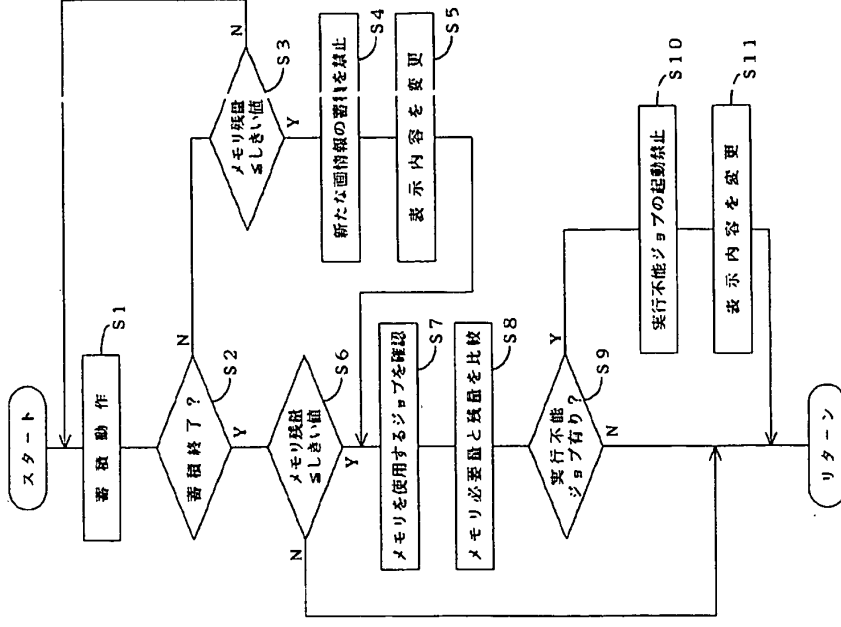 スタート
蓄積動作
S1
蓄積終了?
S2
N
Y
メモリ残量
≦しきい値
S3
N
Y
新たな画情報の蓄積を禁止
S4
表示内容を変更
S5
メモリ残量
≦しきい値
S6
N
Y
メモリを使用するジョブを確認
S7
メモリ必要量と残量を比較
S8
実行不能
ジョブ有り?
S9
Y
N
実行不能ジョブの起動禁止
S10
表示内容を変更
S11
リターン